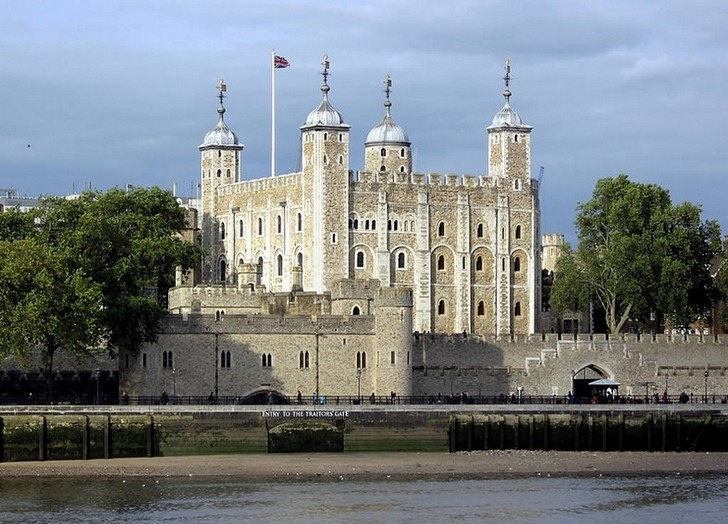 ENTRY TO THE TRAITORS' GATE